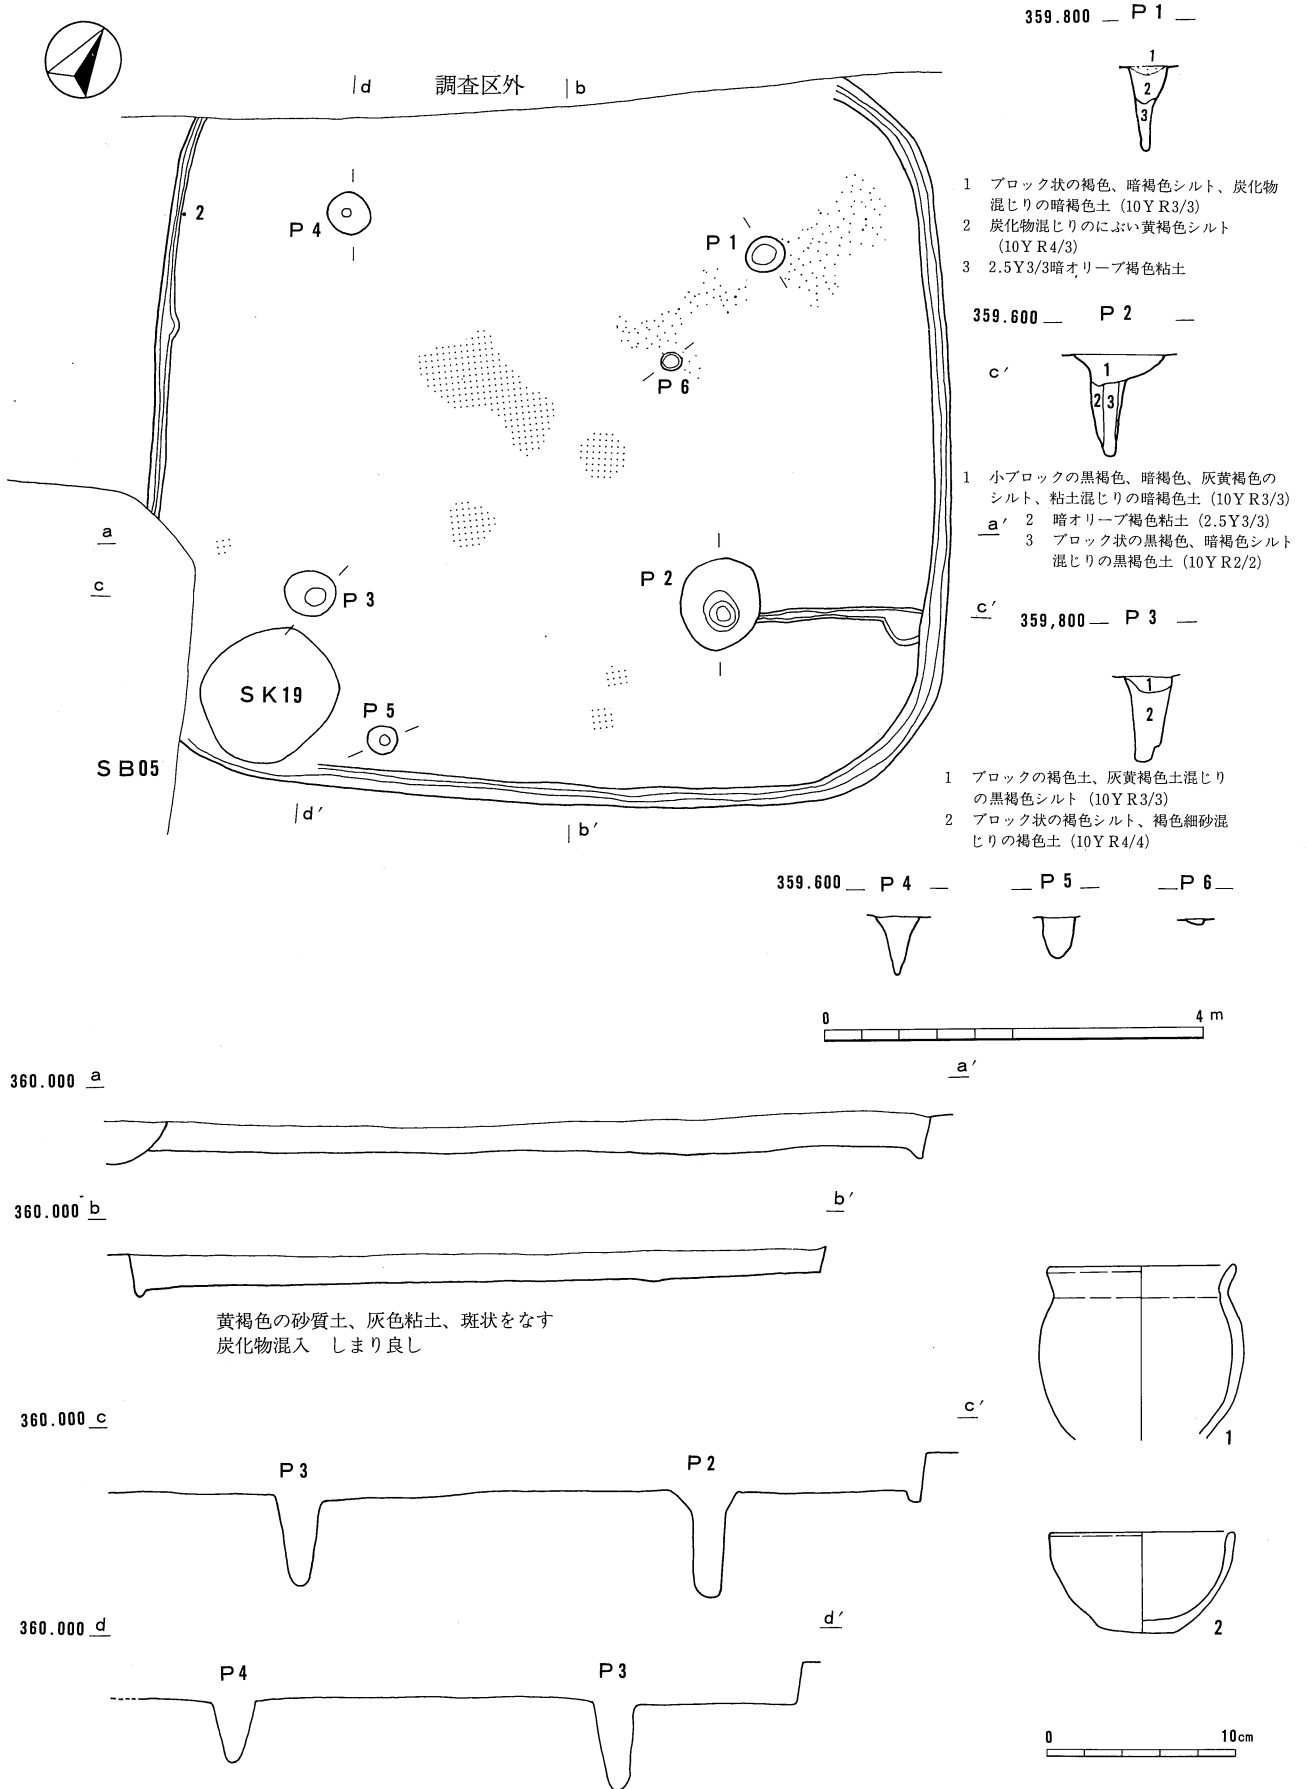 359.800 P1
d 調査区外 b
1
2
3
2
P4
P1
1 ブロック状の褐色、暗褐色シルト、炭化物
混じりの暗褐色土 (10YR3/3)
2 炭化物混じりのにぶい黄褐色シルト
(10YR4/3)
3 2.5Y3/3暗オリーブ褐色粘土
359.600 P2
c′
1
2 3
P6
1 小ブロックの黒褐色、暗褐色、灰黄褐色の
シルト、粘土混じりの暗褐色土 (10YR3/3)
2 暗オリーブ褐色粘土 (2.5Y3/3)
3 ブロック状の黒褐色、暗褐色シルト
混じりの黒褐色土 (10YR2/2)
a
a′
c
c′
P3
P2
SK19
P5
SB05
d′
b′
359,800 P3
1
2
1 ブロックの褐色土、灰黄褐色土混じり
の黒褐色シルト (10YR3/3)
2 ブロック状の褐色シルト、褐色細砂混
じりの褐色土 (10YR4/4)
359.600 P4 P5 P6
0 4m
360.000 a a′
360.000 b b′
黄褐色の砂質土、灰色粘土、斑状をなす
炭化物混入 しまり良し
360.000 c c′
P3 P2
360.000 d d′
P4 P3
1
2
0 10cm